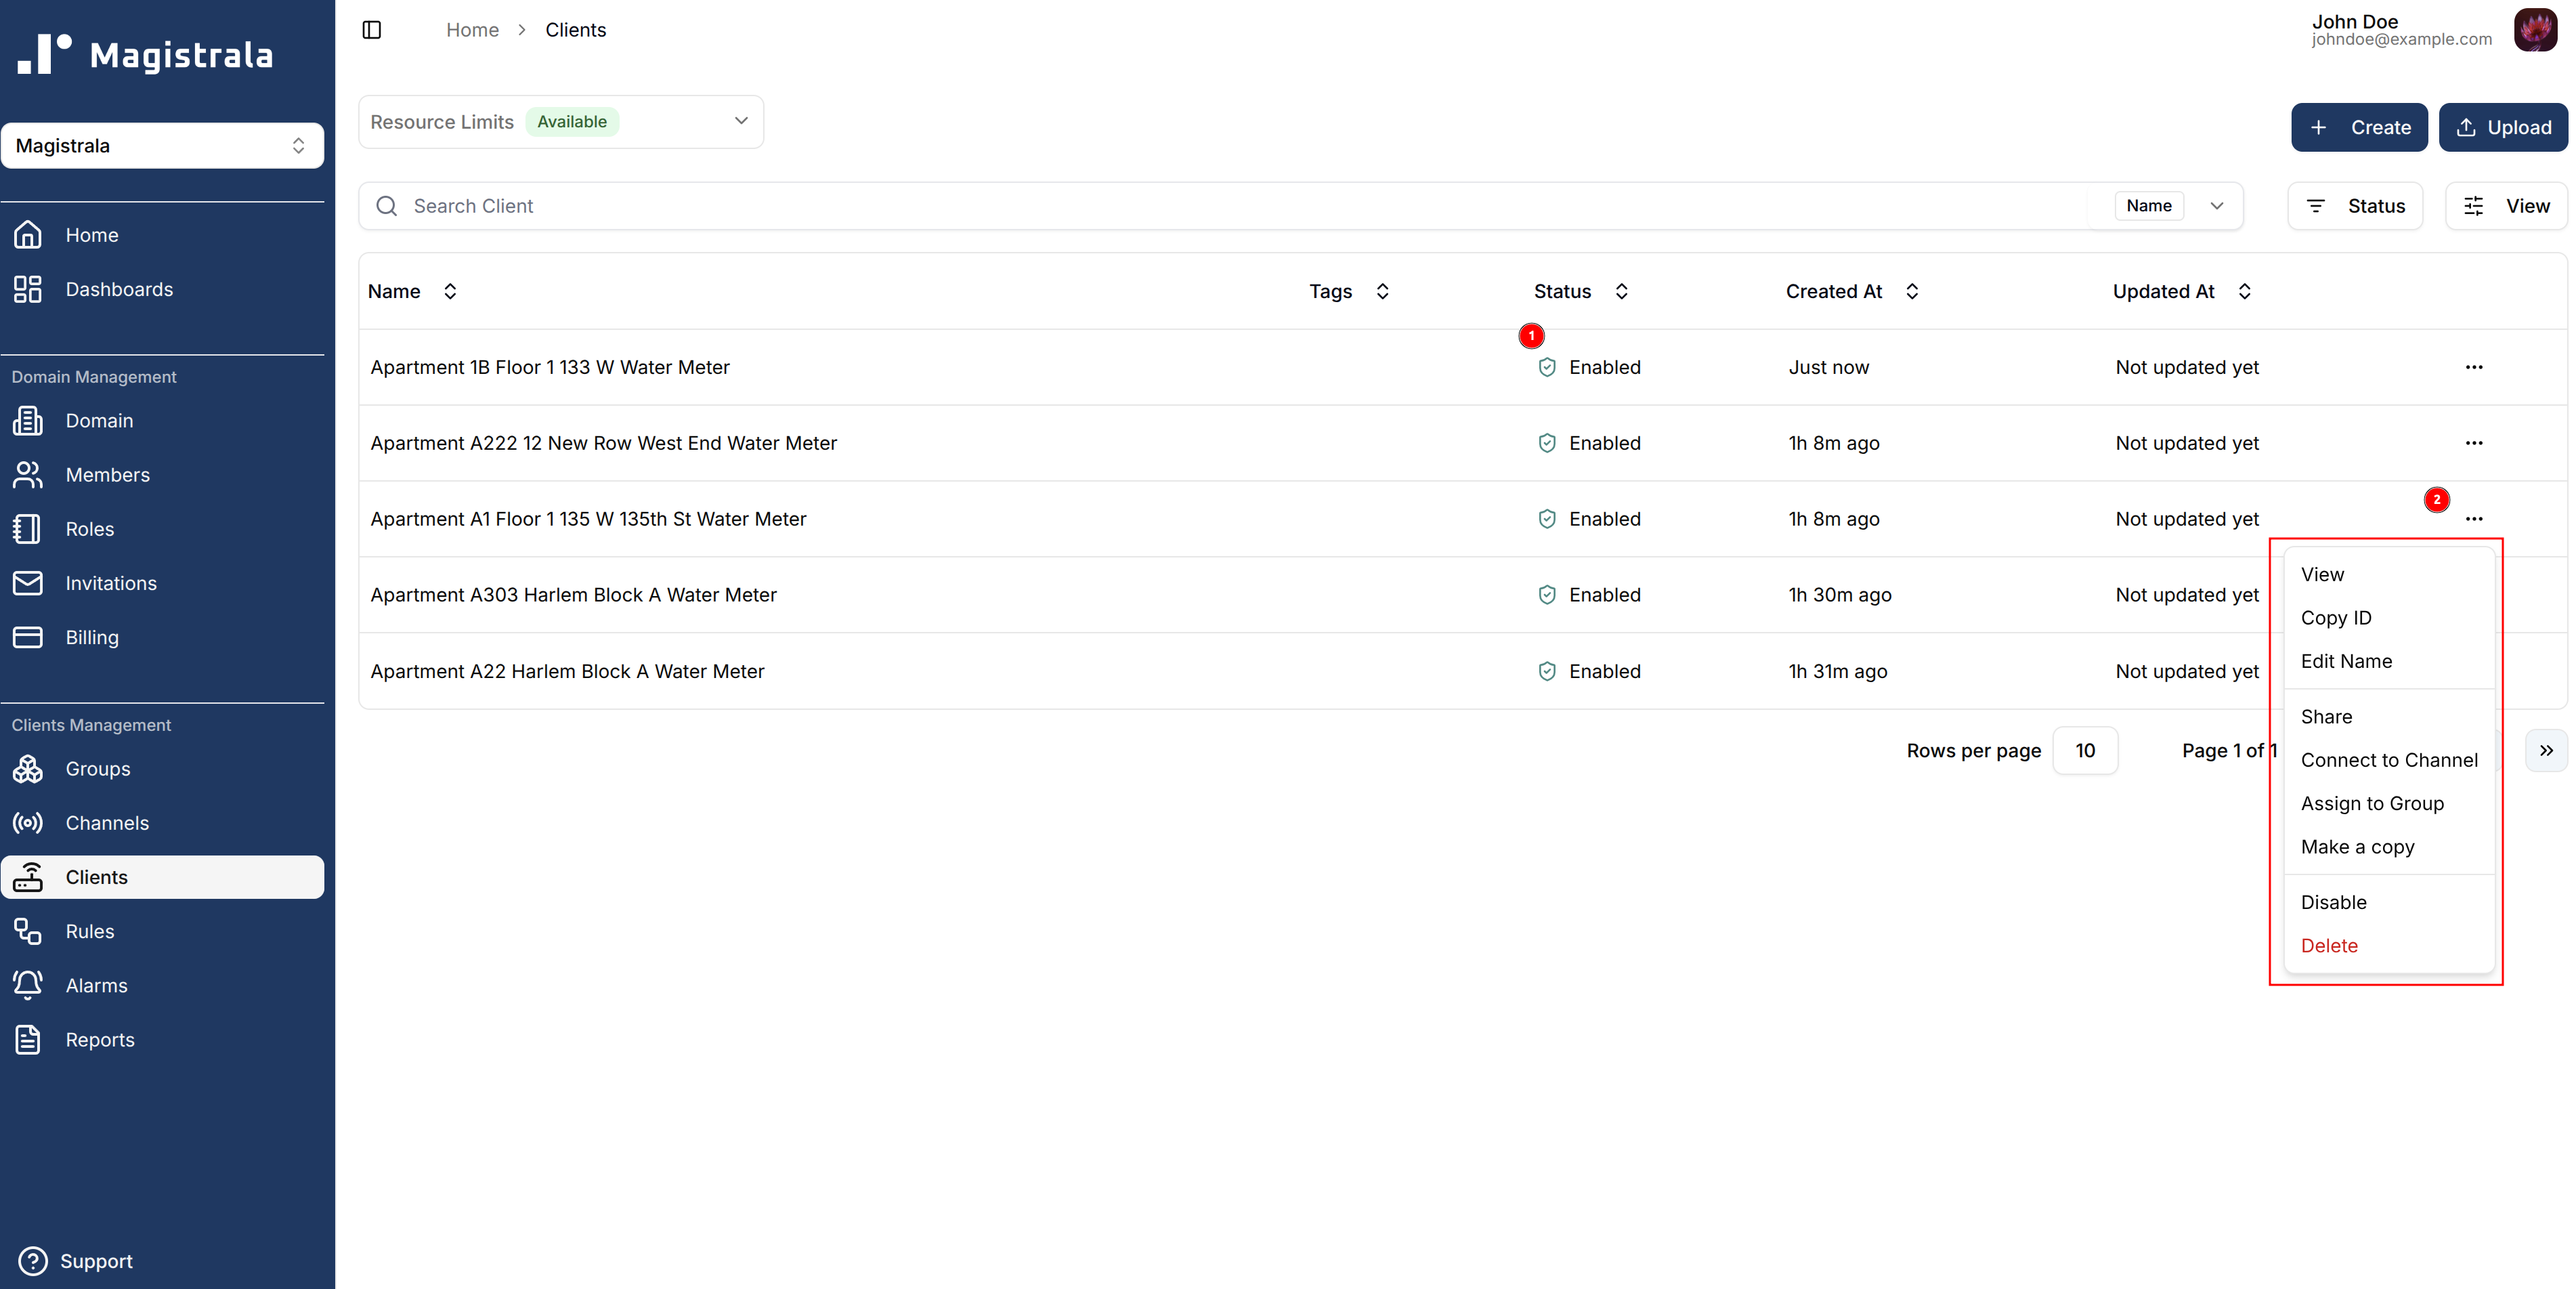 Magistrala
Magistrala
Home
Dashboards
Domain Management
Domain
Members
Roles
Invitations
Billing
Clients Management
Groups
Channels
Clients
Rules
Alarms
Reports
Support
Home > Clients
John Doe
johndoe@example.com
Resource Limits Available
Create Upload
Search Client Name Status View
Name Tags Status Created At Updated At
1
Apartment 1B Floor 1 133 W Water Meter Enabled Just now Not updated yet ...
Apartment A222 12 New Row West End Water Meter Enabled 1h 8m ago Not updated yet ...
2
Apartment A1 Floor 1 135 W 135th St Water Meter Enabled 1h 8m ago Not updated yet ...
Apartment A303 Harlem Block A Water Meter Enabled 1h 30m ago Not updated yet
Apartment A22 Harlem Block A Water Meter Enabled 1h 31m ago Not updated yet
View
Copy ID
Edit Name
Share
Connect to Channel
Assign to Group
Make a copy
Disable
Delete
Rows per page 10 Page 1 of 1